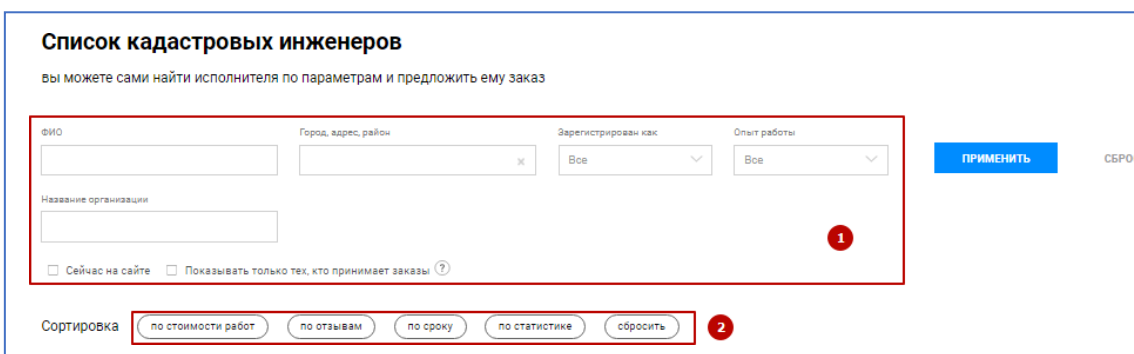 Список кадастровых инженеров
вы можете сами найти исполнителя по параметрам и предложить ему заказ
ФИО Город, адрес, район Зарегистрирован как Опыт работы
× Все Все ПРИМЕНИТЬ СБРО
Название организации
1
Сейчас на сайте Показывать только тех, кто принимает заказы ?
Сортировка по стоимости работ по отзывам по сроку по статистике сбросить 2